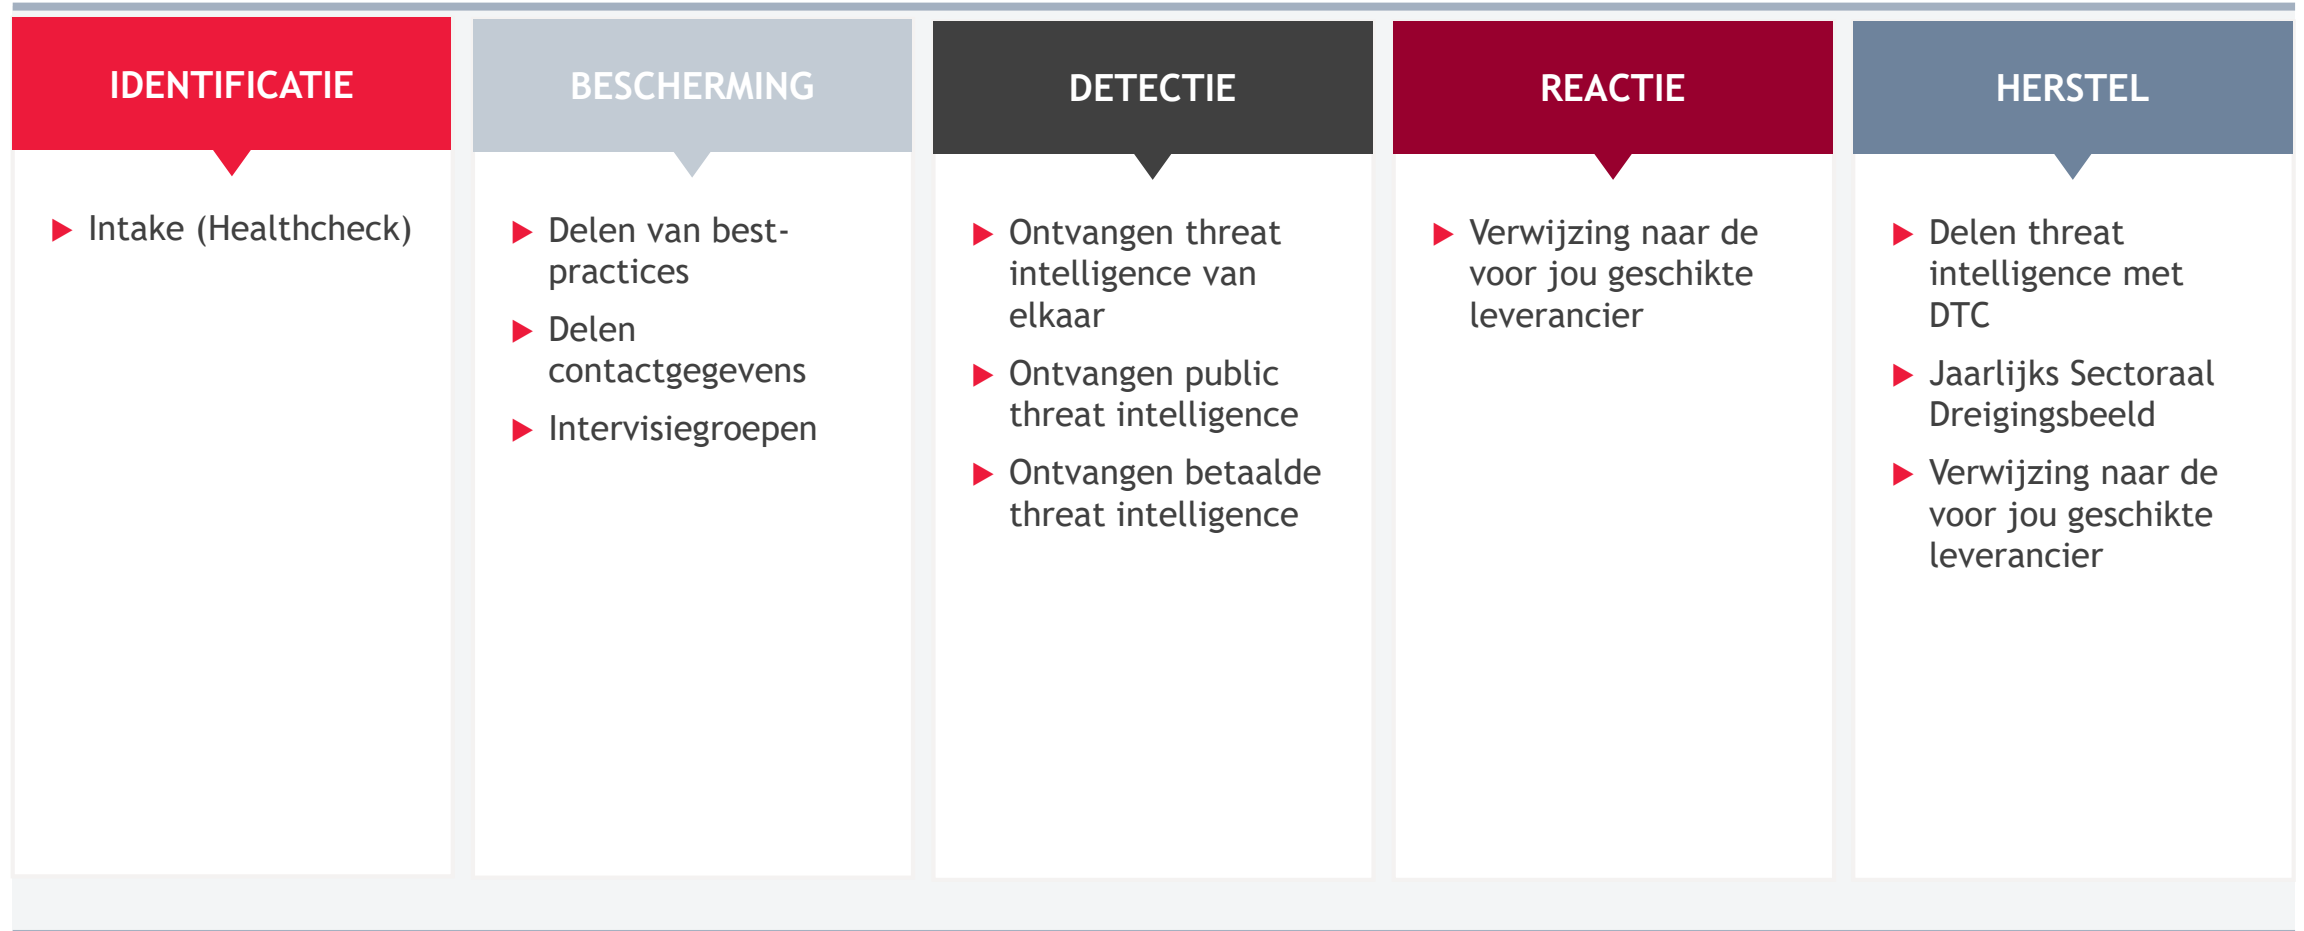 IDENTIFICATIE
Intake (Healthcheck)
BESCHERMING
Delen van best-
practices
Delen
contactgegevens
Intervisiegroepen
DETECTIE
Ontvangen threat
intelligence van
elkaar
Ontvangen public
threat intelligence
Ontvangen betaalde
threat intelligence
REACTIE
Verwijzing naar de
voor jou geschikte
leverancier
HERSTEL
Delen threat
intelligence met
DTC
Jaarlijks Sectoraal
Dreigingsbeeld
Verwijzing naar de
voor jou geschikte
leverancier